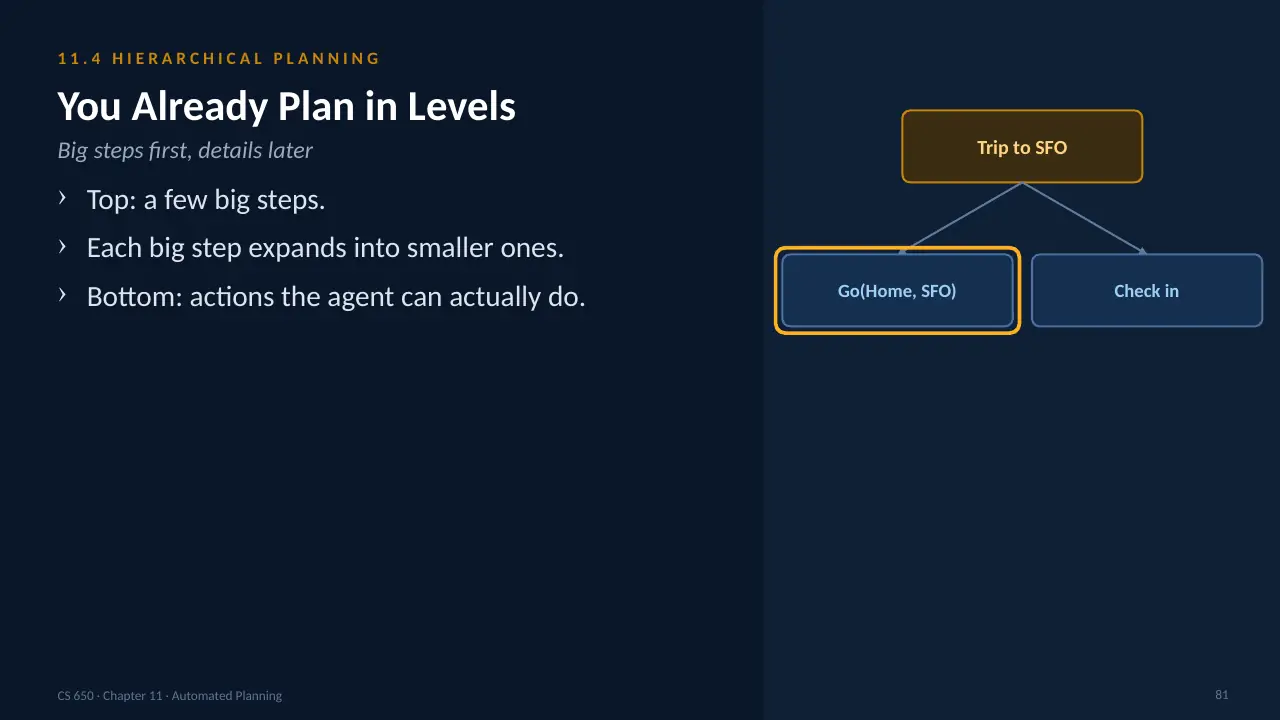 11.4 HIERARCHICAL PLANNING
You Already Plan in Levels
Big steps first, details later
› Top: a few big steps.
› Each big step expands into smaller ones.
› Bottom: actions the agent can actually do.
Trip to SFO
Go(Home, SFO)
Check in
CS 650 · Chapter 11 · Automated Planning
81